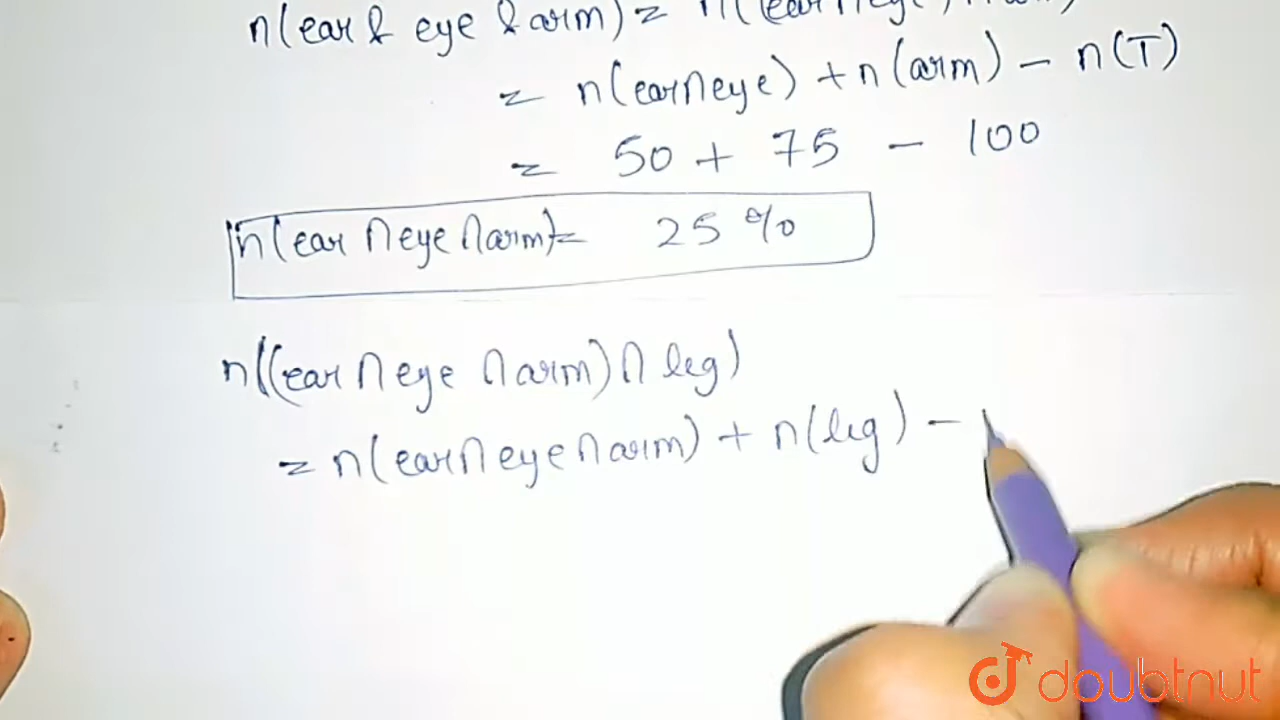 n(ear & eye & arm) =
= n(ear∩eye) + n(arm) - n(T)
= 50 + 75 - 100
n(ear ∩ eye ∩ arm) = 25 %
n((ear ∩ eye ∩ arm) ∩ leg)
= n(ear∩eye∩arm) + n(leg) -
doubtnut